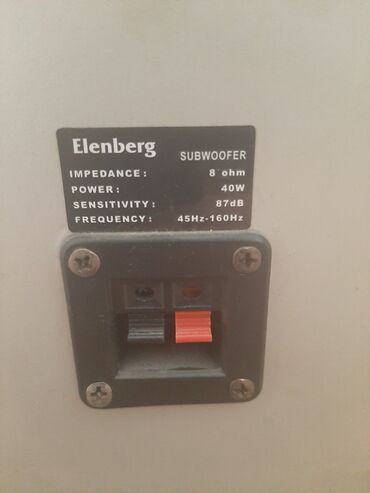 Elenberg
SUBWOOFER
IMPEDANCE: 8 ohm
POWER: 40W
SENSITIVITY: 87dB
FREQUENCY: 45Hz-160Hz